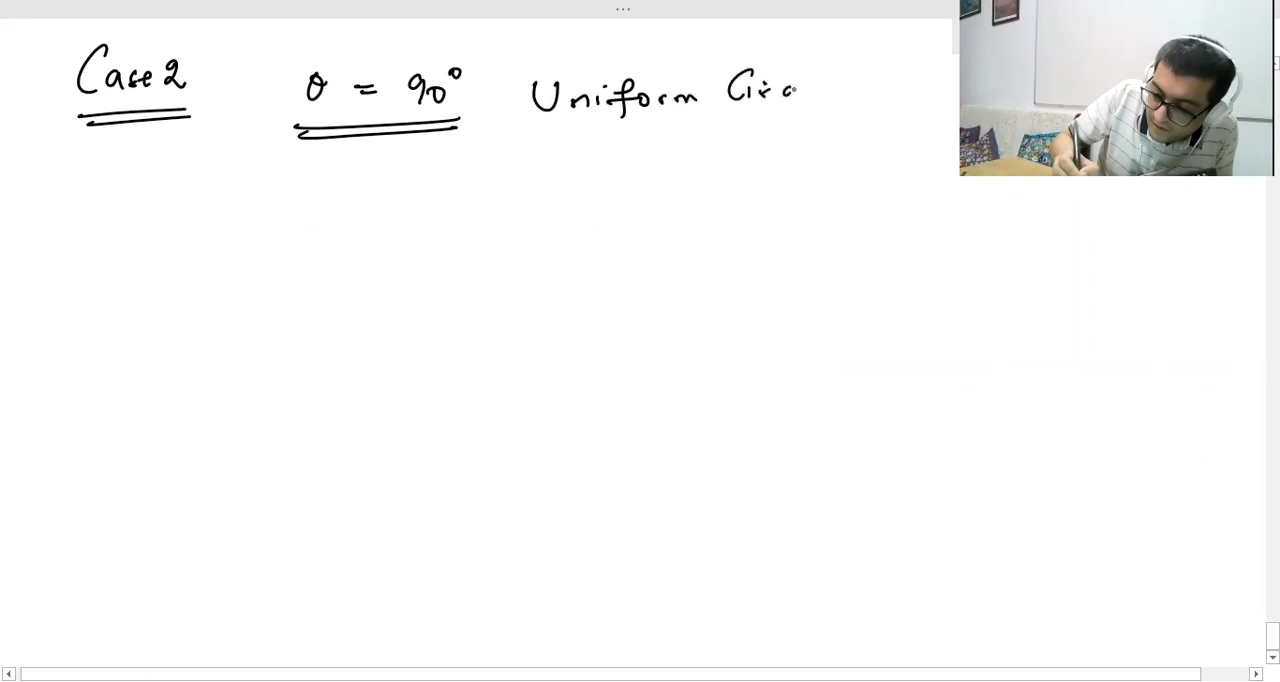 Case 2 θ = 90° Uniform Circ